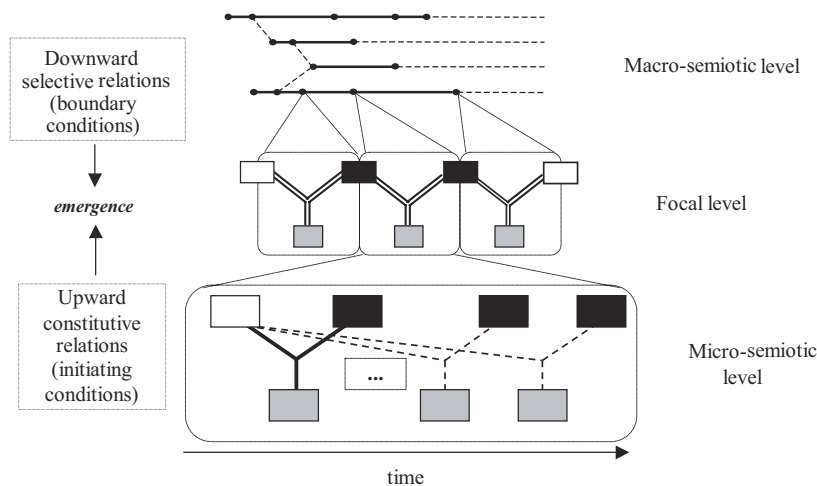 Downward
selective relations
(boundary
conditions)
emergence
Upward
constitutive
relations
(initiating
conditions)
Macro-semiotic level
Focal level
Micro-semiotic
level
...
time